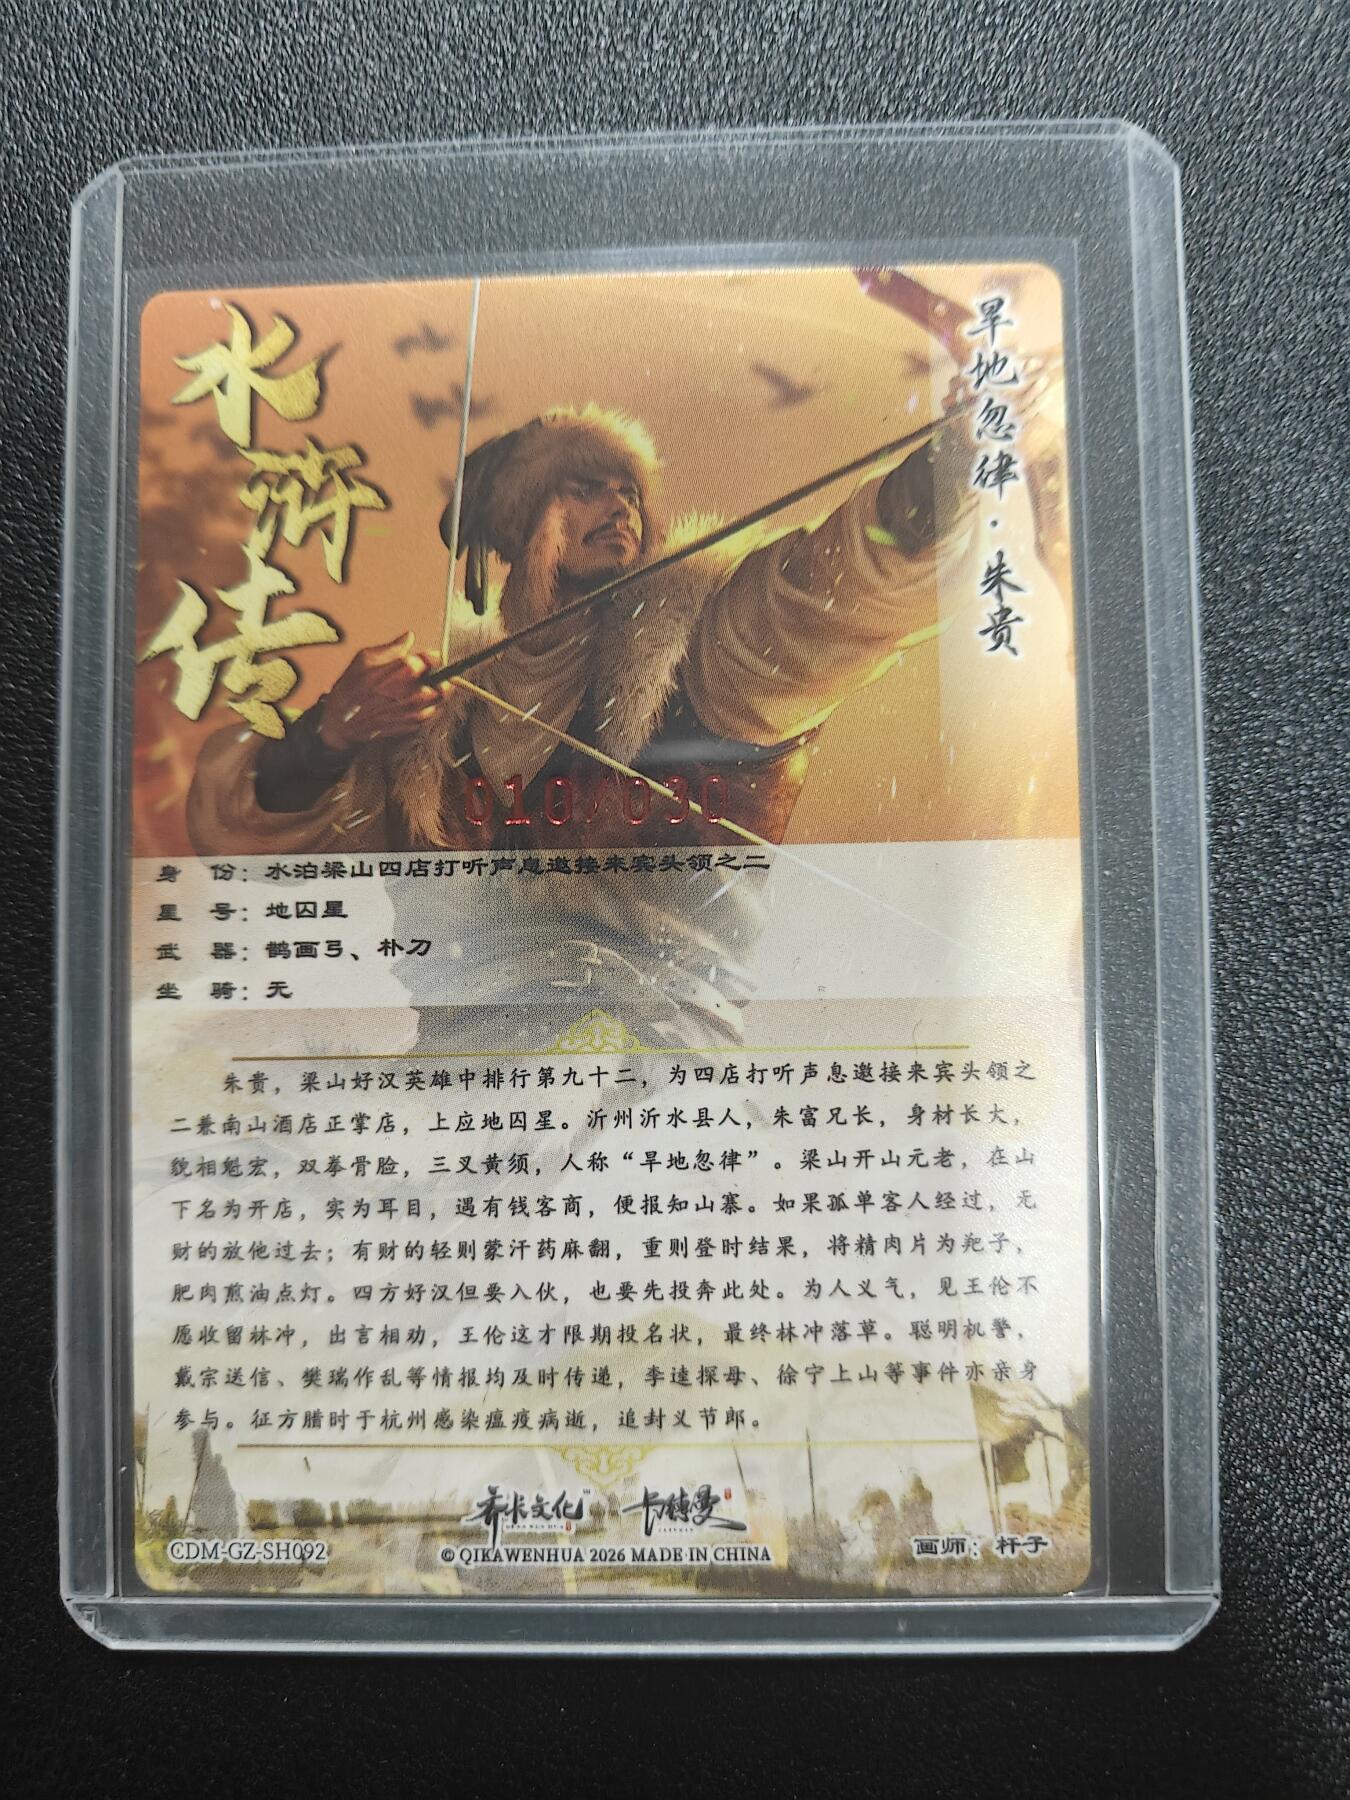 水浒传
旱地忽律·朱贵
010/030
身 份：水泊梁山四店打听声息邀接来宾头领之二
星 号：地囚星
武 器：鹊画弓、朴刀
坐 骑：无
朱贵，梁山好汉英雄中排行第九十二，为四店打听声息邀接来宾头领之
二兼南山酒店正掌店，上应地囚星。沂州沂水县人，朱富兄长，身材长大，
貌相魁宏，双拳骨脸，三叉黄须，人称“旱地忽律”。梁山开山元老，在山
下名为开店，实为耳目，遇有钱客商，便报知山寨。如果孤单客人经过，无
财的放他过去；有财的轻则蒙汗药麻翻，重则登时结果，将精肉片为羓子，
肥肉煎油点灯。四方好汉但要入伙，也要先投奔此处。为人义气，见王伦不
愿收留林冲，出言相劝，王伦这才限期投名状，最终林冲落草。聪明机警，
戴宗送信、樊瑞作乱等情报均及时传递，李逵探母、徐宁上山等事件亦亲身
参与。征方腊时于杭州感染瘟疫病逝，追封义节郎。
齐卡文化 卡德曼
CDM-GZ-SH092
© QIKAWENHUA 2026 MADE IN CHINA
画师：杆子